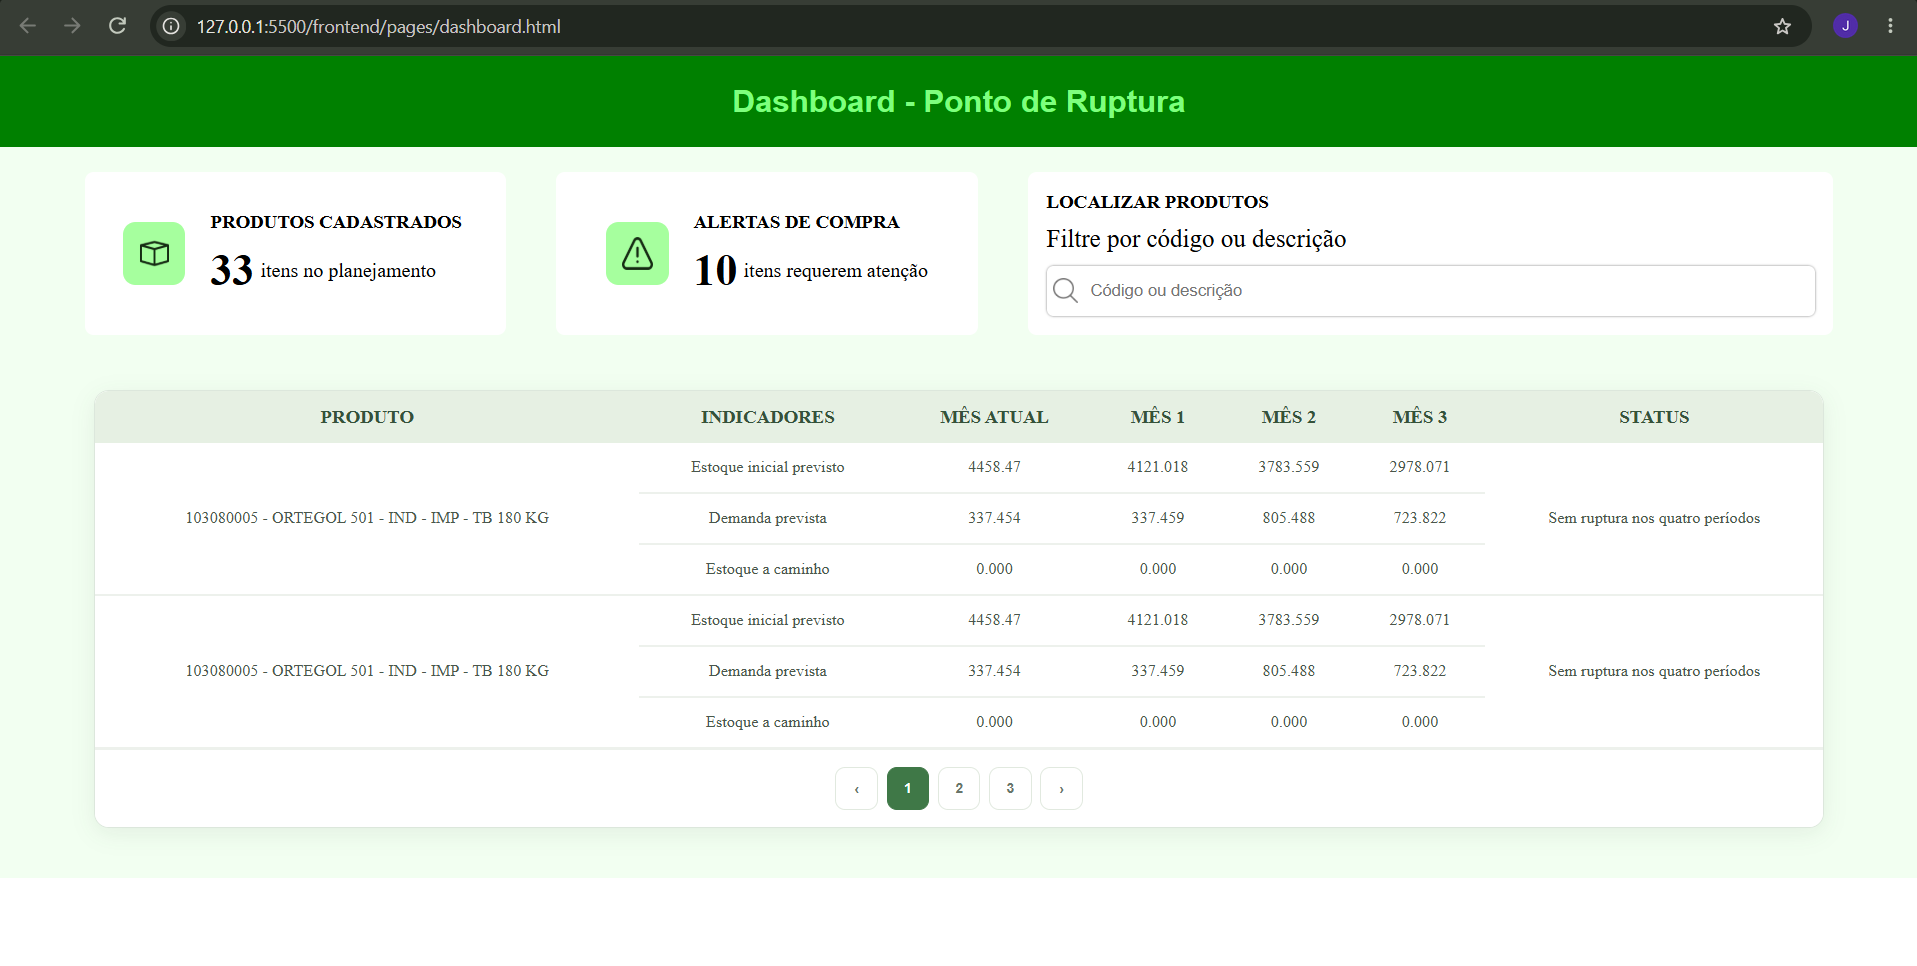 127.0.0.1:5500/frontend/pages/dashboard.html
J
Dashboard - Ponto de Ruptura
PRODUTOS CADASTRADOS
33 itens no planejamento
ALERTAS DE COMPRA
10 itens requerem atenção
LOCALIZAR PRODUTOS
Filtre por código ou descrição
Código ou descrição
PRODUTO INDICADORES MÊS ATUAL MÊS 1 MÊS 2 MÊS 3 STATUS
Estoque inicial previsto 4458.47 4121.018 3783.559 2978.071
103080005 - ORTEGOL 501 - IND - IMP - TB 180 KG Demanda prevista 337.454 337.459 805.488 723.822 Sem ruptura nos quatro períodos
Estoque a caminho 0.000 0.000 0.000 0.000
Estoque inicial previsto 4458.47 4121.018 3783.559 2978.071
103080005 - ORTEGOL 501 - IND - IMP - TB 180 KG Demanda prevista 337.454 337.459 805.488 723.822 Sem ruptura nos quatro períodos
Estoque a caminho 0.000 0.000 0.000 0.000
‹ 1 2 3 ›